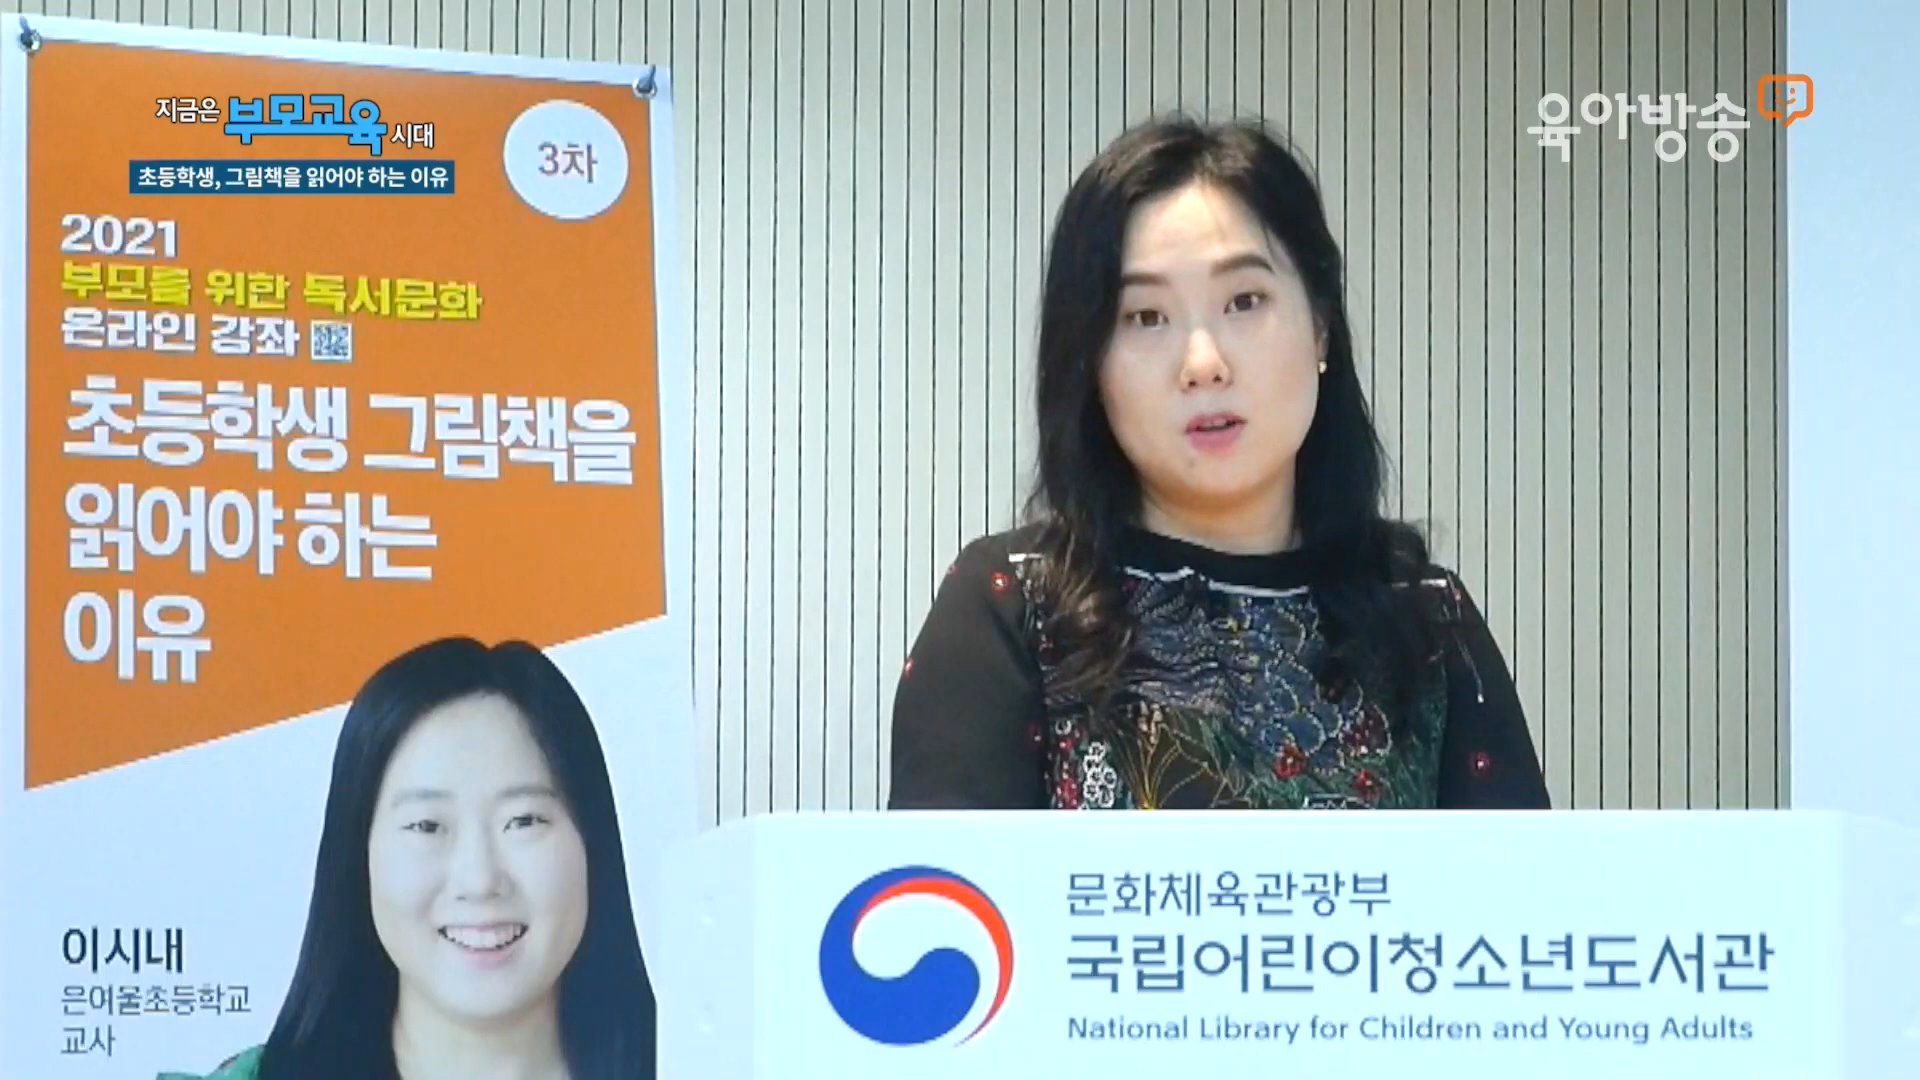 지금은 부모교육 시대
초등학생, 그림책을 읽어야 하는 이유
육아방송
3차
2021
부모를 위한 독서문화
온라인 강좌
초등학생 그림책을
읽어야 하는
이유
이시내
은여울초등학교
교사
문화체육관광부
국립어린이청소년도서관
National Library for Children and Young Adults